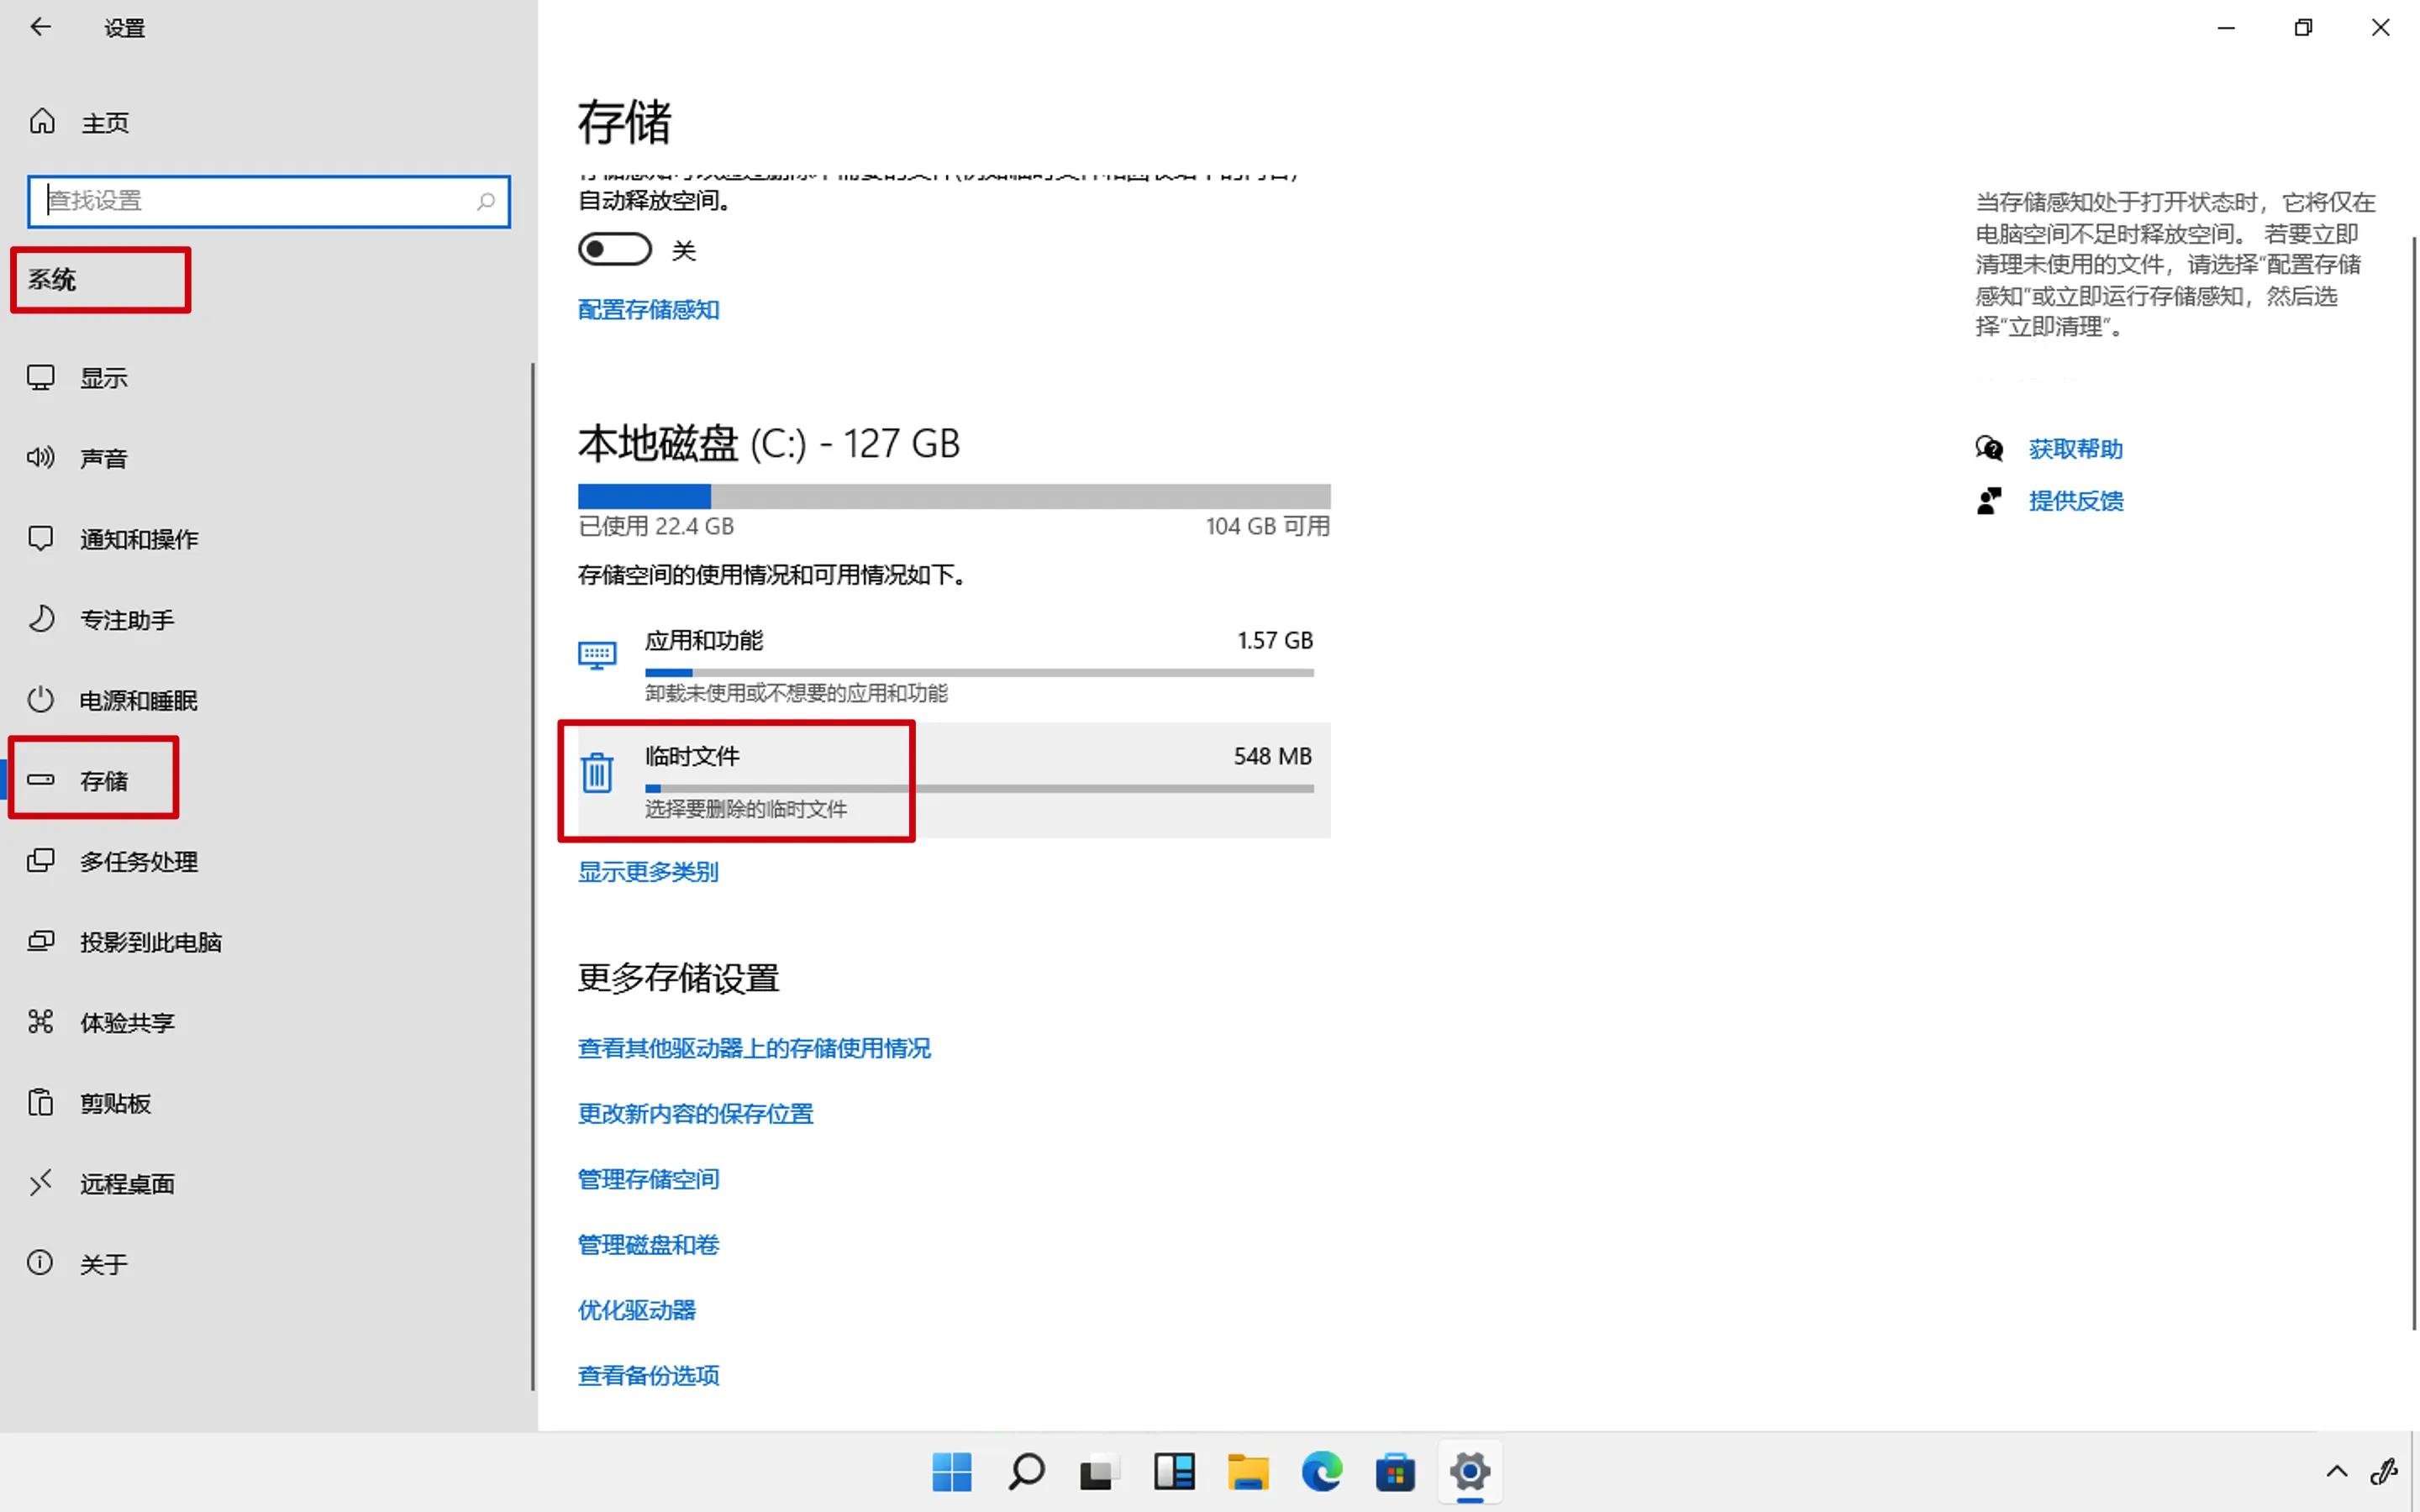 设置
主页
查找设置
系统
显示
声音
通知和操作
专注助手
电源和睡眠
存储
多任务处理
投影到此电脑
体验共享
剪贴板
远程桌面
关于
存储
自动释放空间。
关
配置存储感知
本地磁盘 (C:) - 127 GB
已使用 22.4 GB
104 GB 可用
存储空间的使用情况和可用情况如下。
应用和功能
1.57 GB
卸载未使用或不想要的应用和功能
临时文件
548 MB
选择要删除的临时文件
显示更多类别
更多存储设置
查看其他驱动器上的存储使用情况
更改新内容的保存位置
管理存储空间
管理磁盘和卷
优化驱动器
查看备份选项
当存储感知处于打开状态时，它将仅在
电脑空间不足时释放空间。 若要立即
清理未使用的文件，请选择“配置存储
感知”或立即运行存储感知，然后选
择“立即清理”。
获取帮助
提供反馈